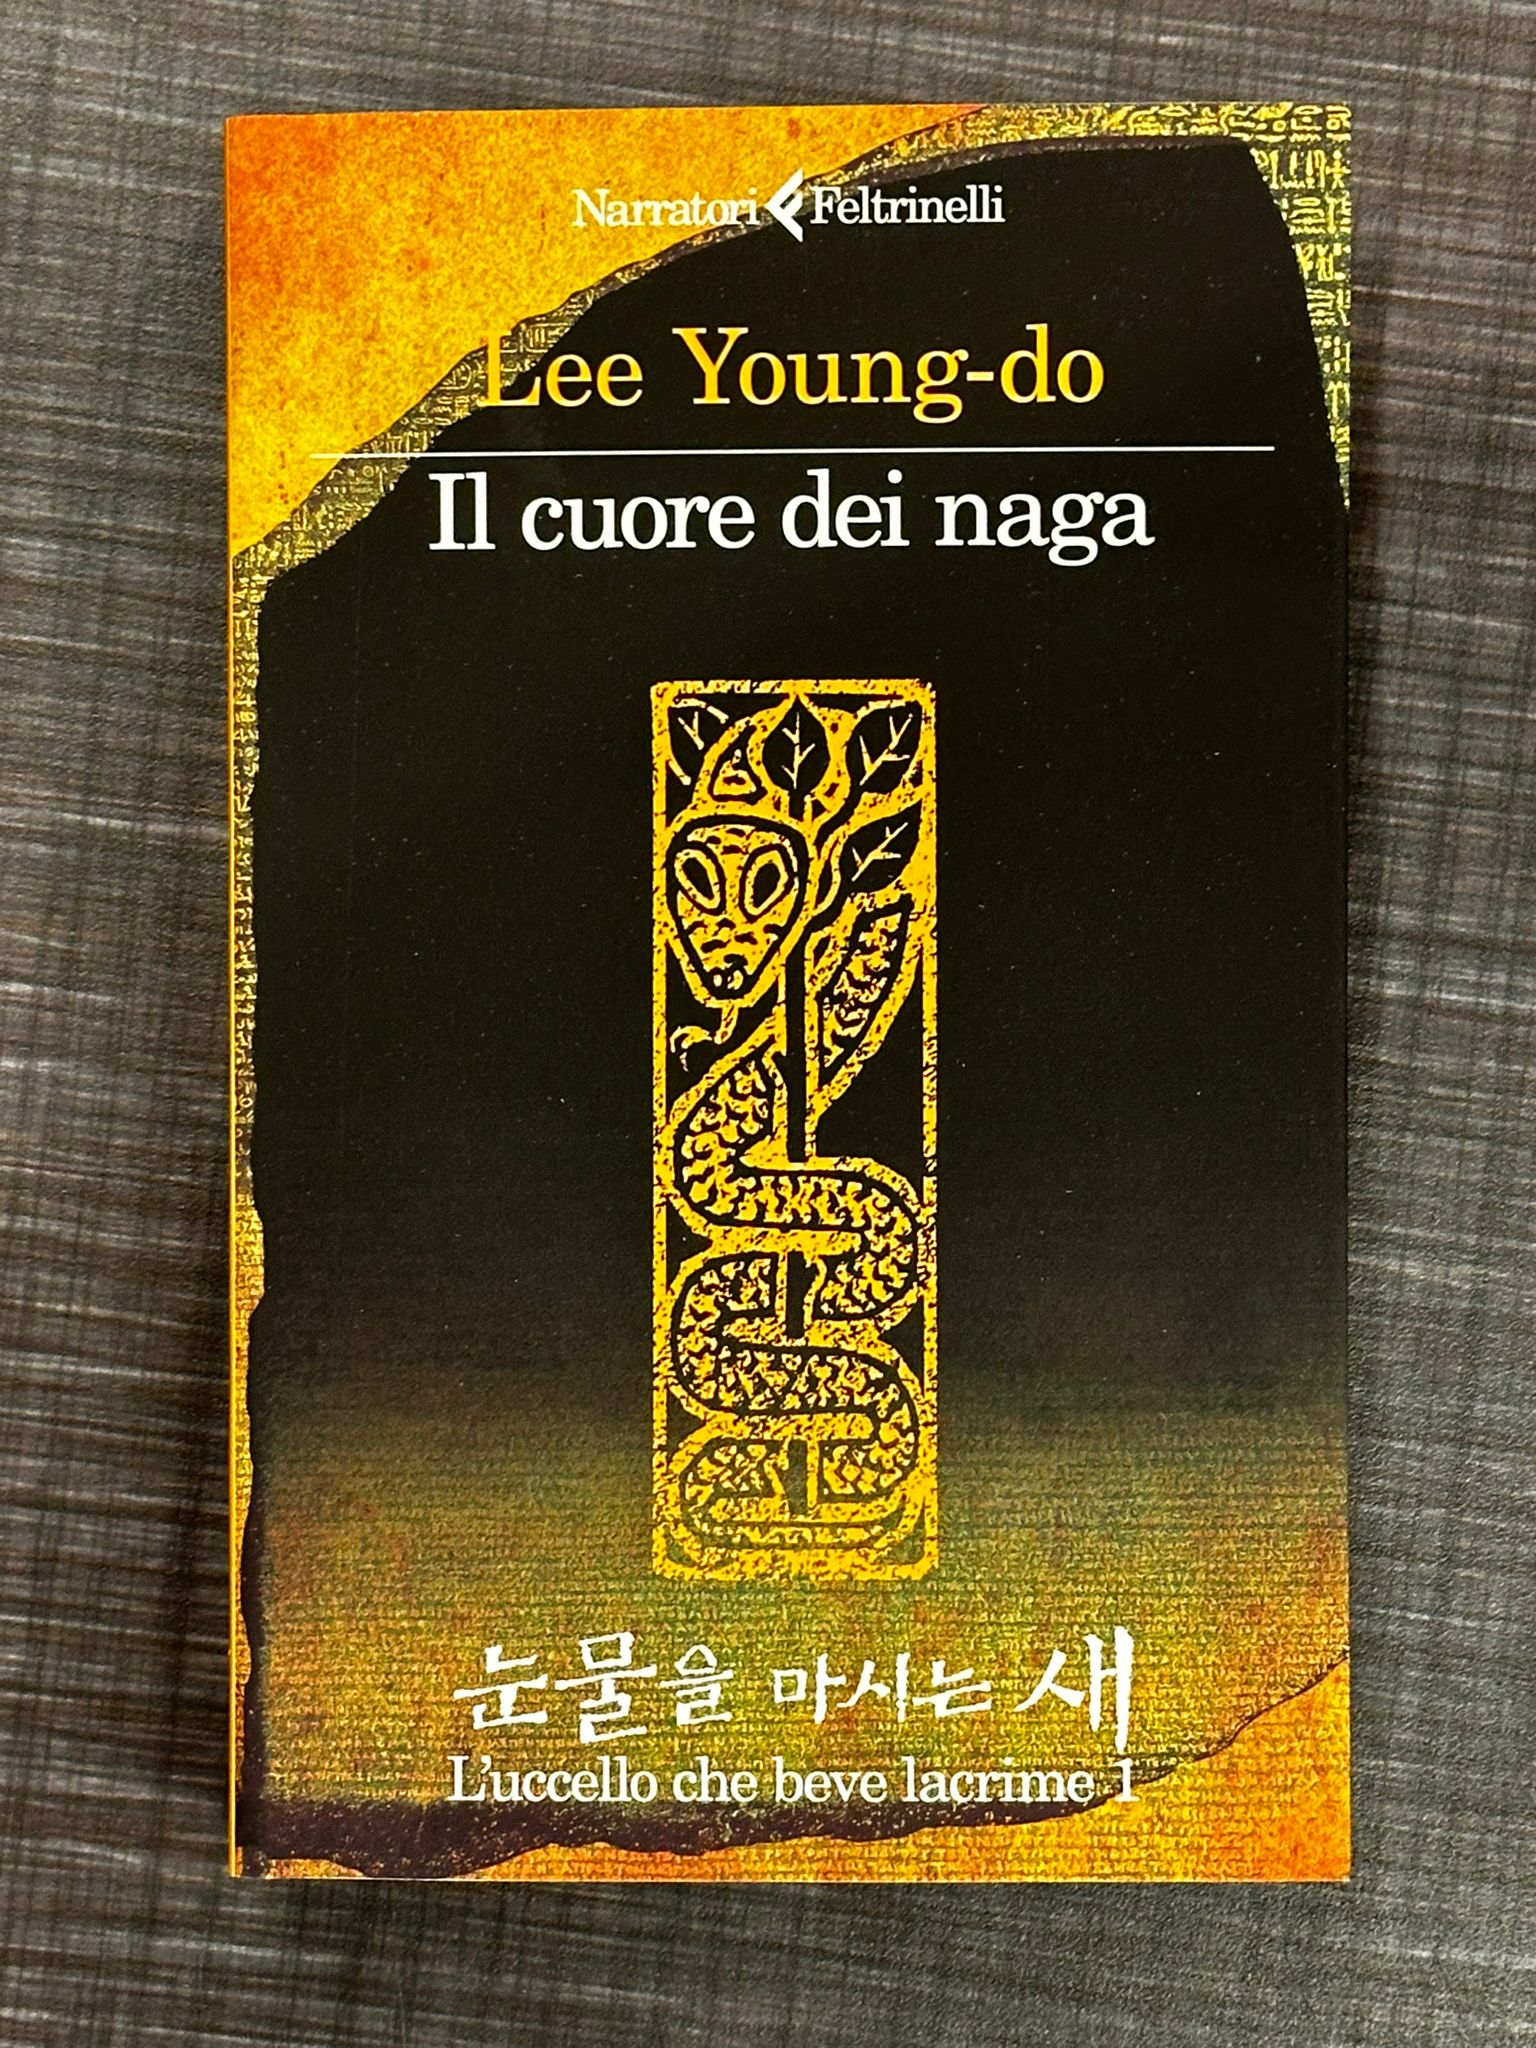 Narratori Feltrinelli
Lee Young-do
Il cuore dei naga
눈물을 마시는 새
L'uccello che beve lacrime 1